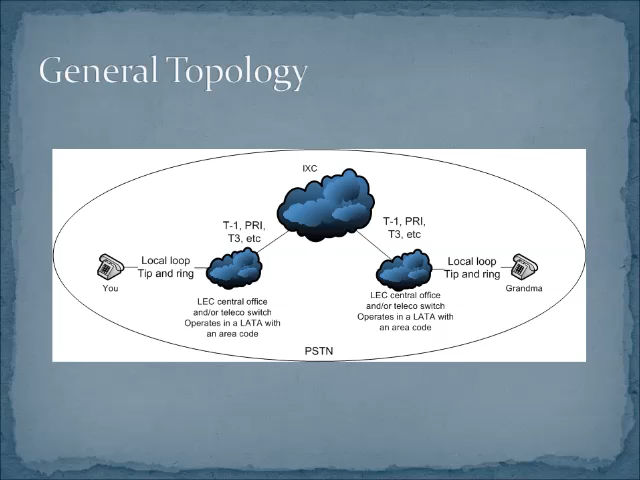 General Topology
IXC
T-1, PRI,
T3, etc
T-1, PRI,
T3, etc
Local loop
Tip and ring
Local loop
Tip and ring
You
Grandma
LEC central office
and/or teleco switch
Operates in a LATA with
an area code
LEC central office
and/or teleco switch
Operates in a LATA with
an area code
PSTN